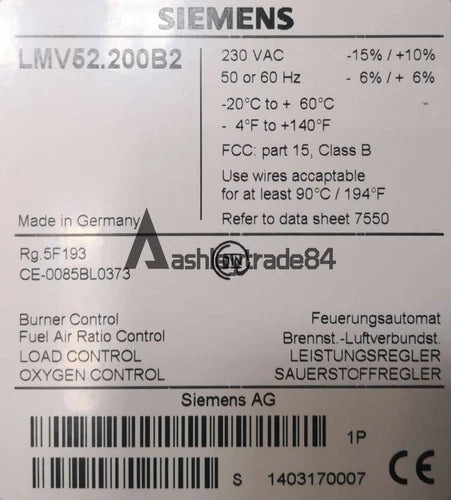 SIEMENS
LMV52.200B2
230 VAC -15% / +10%
50 or 60 Hz - 6% / + 6%
-20°C to + 60°C
- 4°F to +140°F
FCC: part 15, Class B
Use wires accaptable
for at least 90°C / 194°F
Made in Germany
Refer to data sheet 7550
Rg.5F193
CE-0085BL0373
Aashiptrade84
Burner Control Feuerungsautomat
Fuel Air Ratio Control Brennst.-Luftverbundst.
LOAD CONTROL LEISTUNGSREGLER
OXYGEN CONTROL SAUERSTOFFREGLER
Siemens AG
1P
S 1403170007
CE